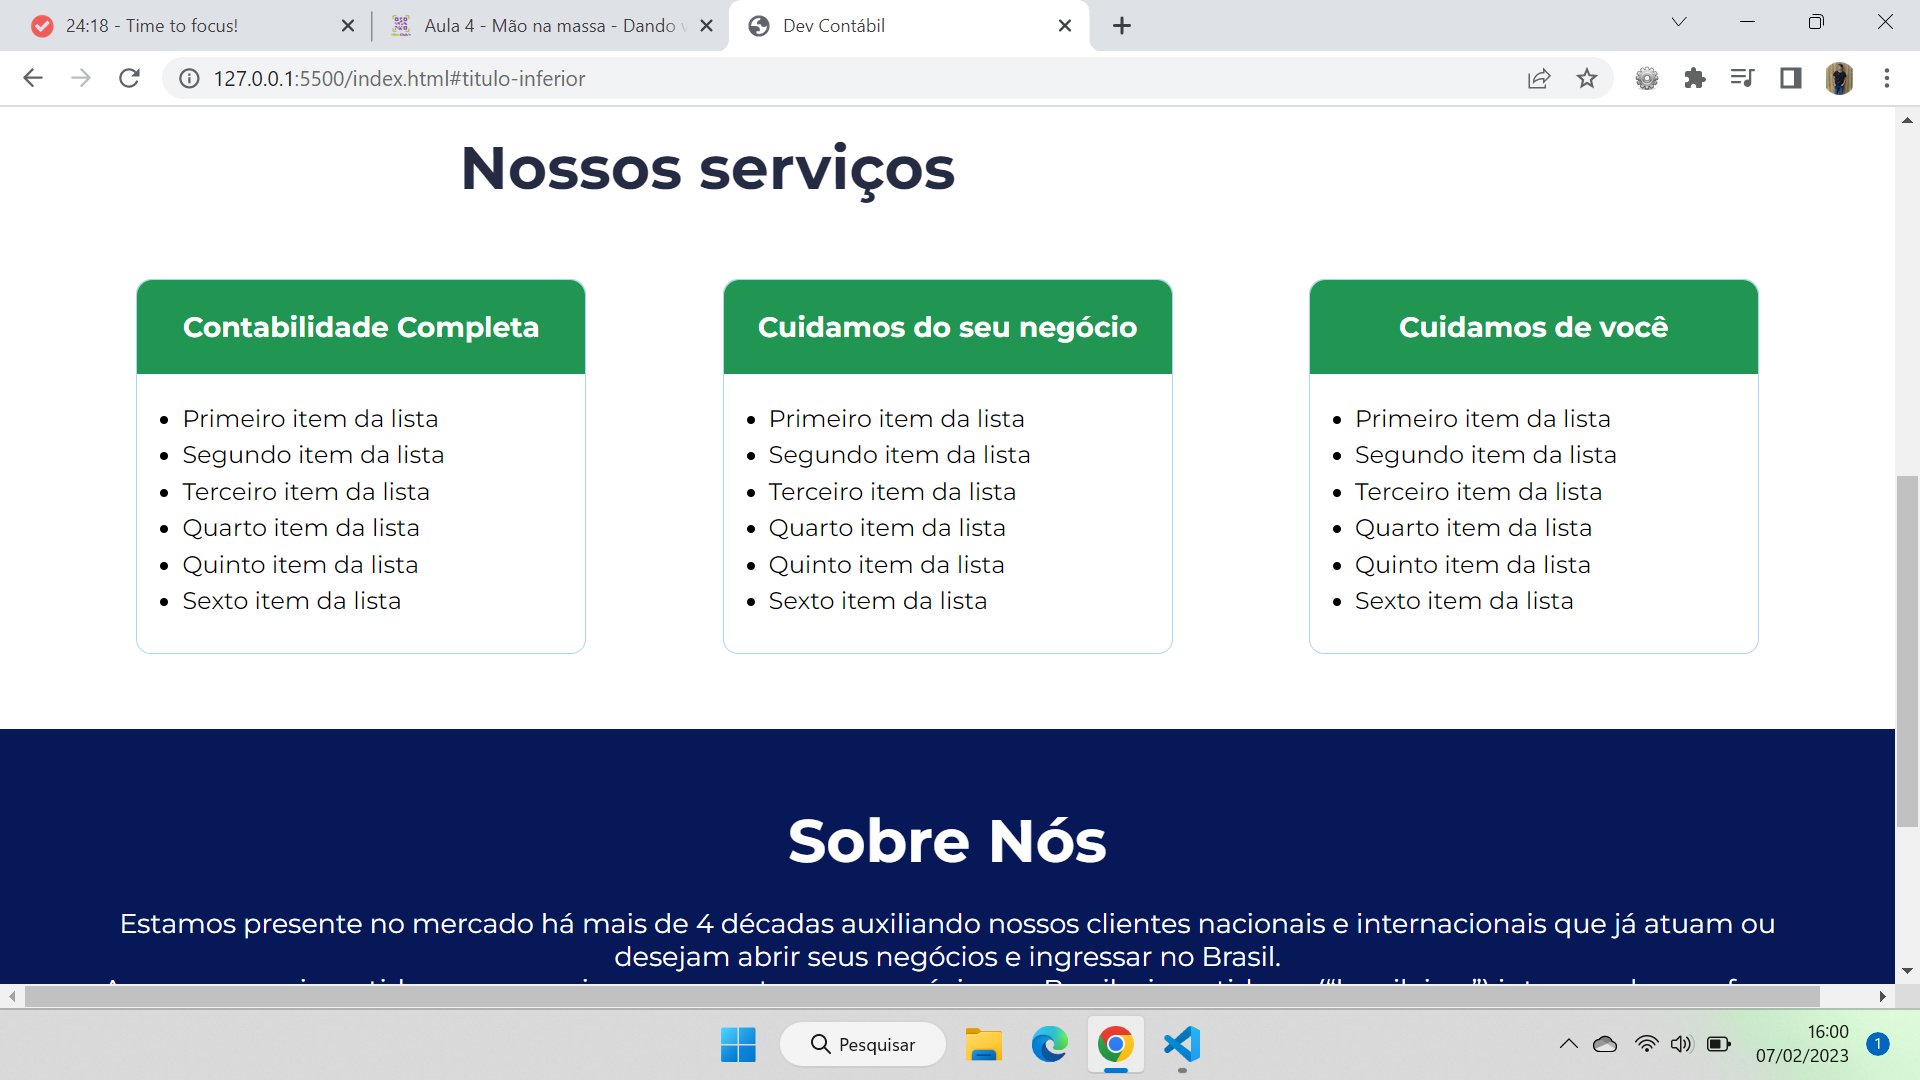 24:18 - Time to focus!
Aula 4 - Mão na massa - Dando
Dev Contábil
127.0.0.1:5500/index.html#titulo-inferior
Nossos serviços
Contabilidade Completa
Primeiro item da lista
Segundo item da lista
Terceiro item da lista
Quarto item da lista
Quinto item da lista
Sexto item da lista
Cuidamos do seu negócio
Primeiro item da lista
Segundo item da lista
Terceiro item da lista
Quarto item da lista
Quinto item da lista
Sexto item da lista
Cuidamos de você
Primeiro item da lista
Segundo item da lista
Terceiro item da lista
Quarto item da lista
Quinto item da lista
Sexto item da lista
Sobre Nós
Estamos presente no mercado há mais de 4 décadas auxiliando nossos clientes nacionais e internacionais que já atuam ou
desejam abrir seus negócios e ingressar no Brasil.
Pesquisar
16:00
07/02/2023
1